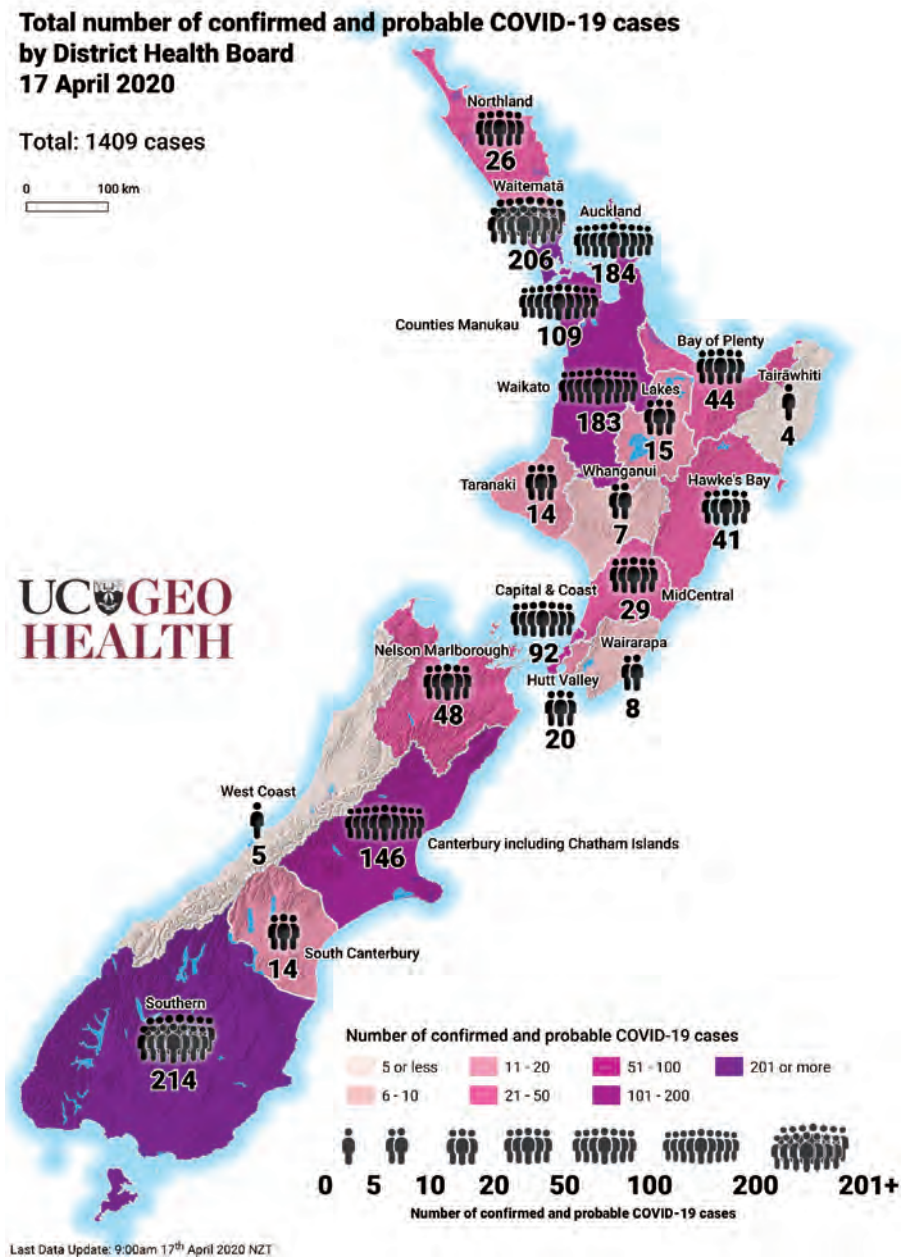 Total number of confirmed and probable COVID-19 cases
by District Health Board
17 April 2020
Total: 1409 cases
0 100 km
Northland
26
Waitematā
206
Auckland
184
Counties Manukau
109
Bay of Plenty
44
Tairāwhiti
4
Waikato
183
Lakes
15
Taranaki
14
Whanganui
7
Hawke's Bay
41
UC GEO
HEALTH
Capital & Coast
92
MidCentral
29
Nelson Marlborough
48
Wairarapa
8
Hutt Valley
20
West Coast
5
146
Canterbury including Chatham Islands
14
South Canterbury
Southern
214
Number of confirmed and probable COVID-19 cases
5 or less 11 - 20 51 - 100 201 or more
6 - 10 21 - 50 101 - 200
0 5 10 20 50 100 200 201+
Number of confirmed and probable COVID-19 cases
Last Data Update: 9:00am 17th April 2020 NZT